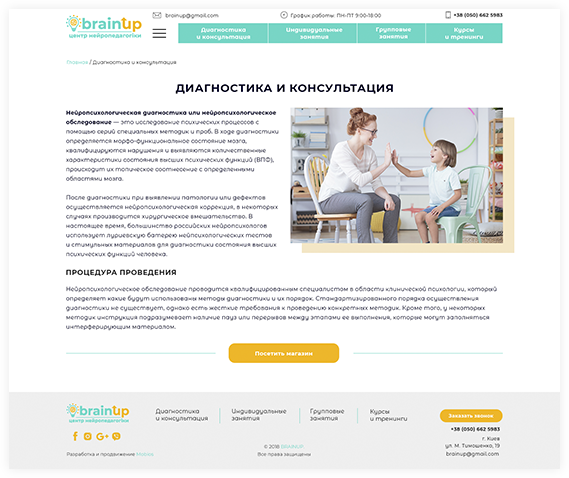 brainup
центр нейропедагогіки
brainup@gmail.com
График работы: ПН-ПТ 9:00-18:00
+38 (050) 662 5983
Диагностика
и консультация
Индивидуальные
занятия
Групповые
занятия
Курсы
и тренинги
Главная / Диагностика и консультация
ДИАГНОСТИКА И КОНСУЛЬТАЦИЯ
Нейропсихологическая диагностика или нейропсихологическое
обследование — это исследование психических процессов с
помощью серий специальных методик и проб. В ходе диагностики
определяется морфо-функциональное состояние мозга,
квалифицируются нарушения и выявляются количественные
характеристики состояния высших психических функций (ВПФ),
происходит их топическое соотнесение с определенными
областями мозга.
После диагностики при выявлении патологии или дефектов
осуществляется нейропсихологическая коррекция, в некоторых
случаях производится хирургическое вмешательство. В
настоящее время, большинство российских нейропсихологов
использует луриевскую батарею нейпсихологических тестов
и стимульных материалов для диагностики состояния высших
психических функций человека.
ПРОЦЕДУРА ПРОВЕДЕНИЯ
Нейропсихологическое обследование проводится квалифицированным специалистом в области клинической психологии, который
определяет какие будут использованы методы диагностики и их порядок. Стандартизированного порядка осуществления
диагностики не существует, однако есть жесткие требования к проведению конкретных методик. Кроме того, у некоторых
методик инструкция подразумевает наличие пауз или перерывов между этапами ее выполнения, которые могут заполняться
интерферирующим материалом.
Посетить магазин
brainup
центр нейропедагогіки
Диагностика
и консультация
Индивидуальные
занятия
Групповые
занятия
Курсы
и тренинги
Заказать звонок
+38 (050) 662 5983
г. Киев
ул. М. Тимошенко, 19
brainup@gmail.com
© 2018 BRAINUP.
Все права защищены
Разработка и продвижение